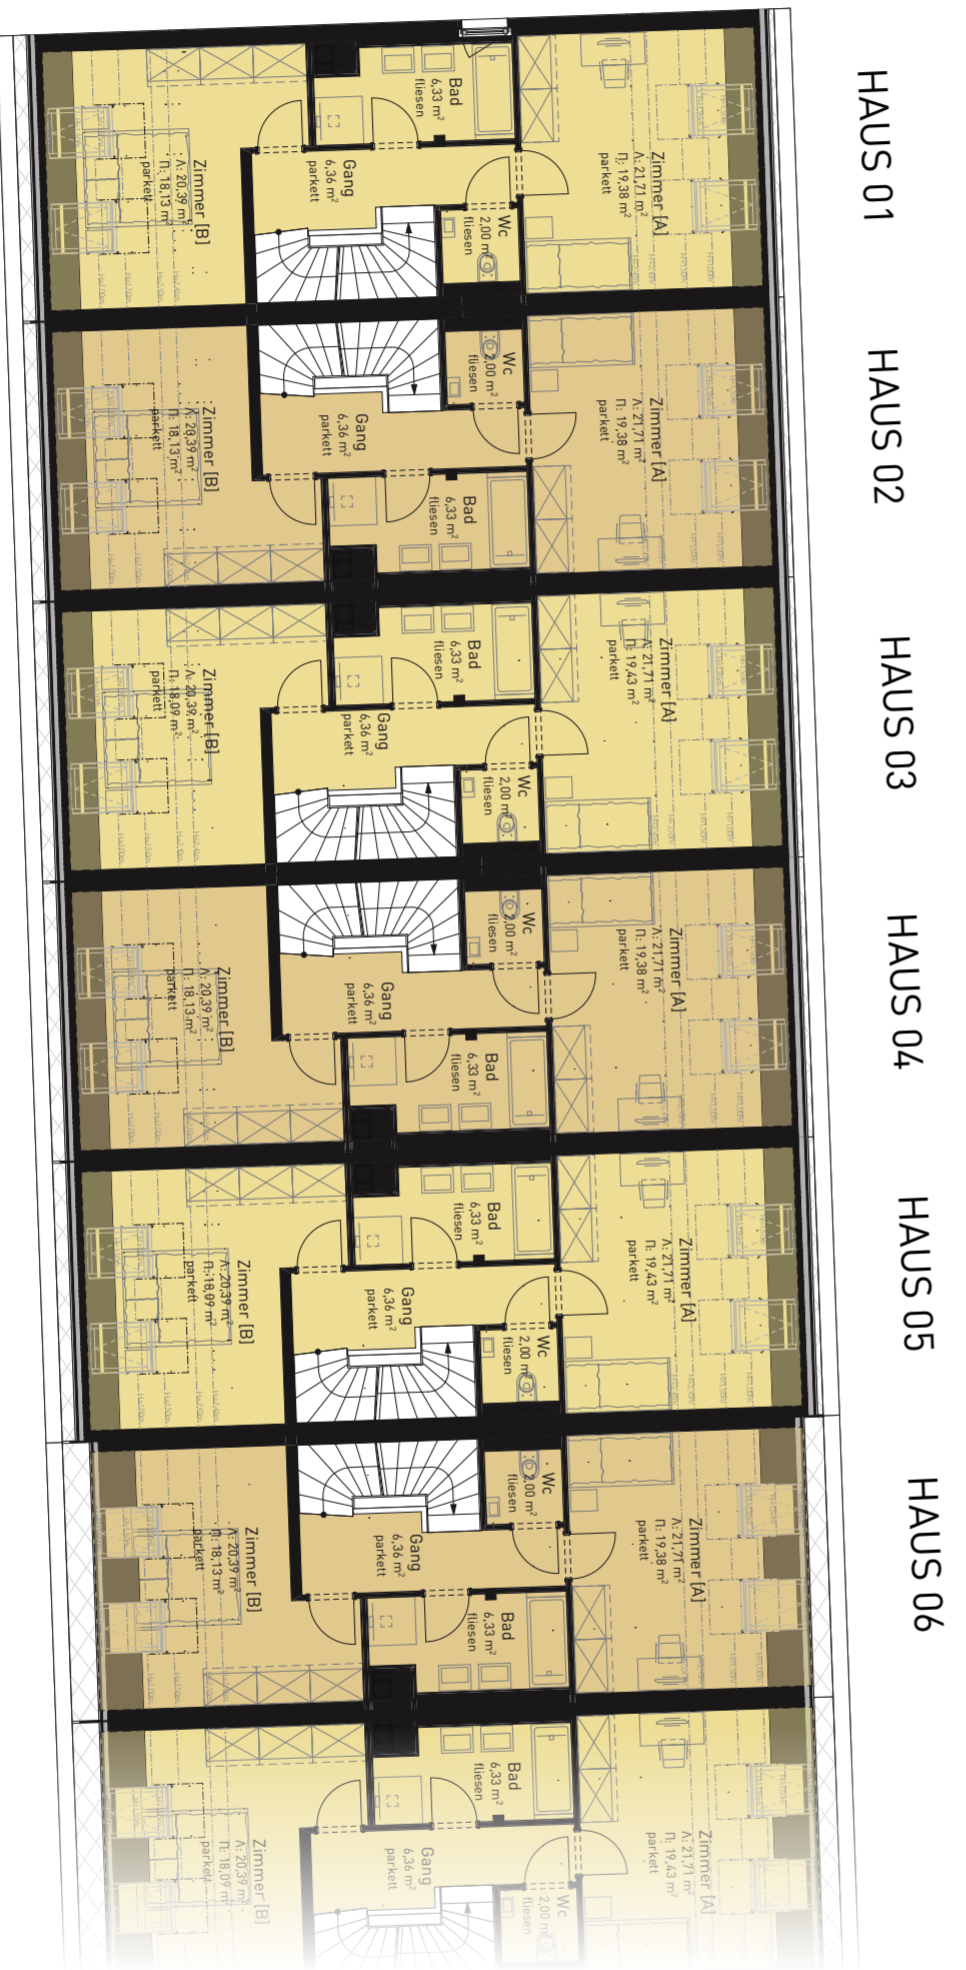 HAUS 01
Bad
6,33 m²
fliesen
Zimmer [B]
Λ: 20,39 m²
Π: 18,13 m²
parkett
Gang
6,36 m²
parkett
Wc
2,00 m²
fliesen
Zimmer [A]
Λ: 21,71 m²
Π: 19,38 m²
parkett
HAUS 02
Wc
2,00 m²
fliesen
Zimmer [B]
Λ: 20,39 m²
Π: 18,13 m²
parkett
Gang
6,36 m²
parkett
Zimmer [A]
Λ: 21,71 m²
Π: 19,38 m²
parkett
Bad
6,33 m²
fliesen
HAUS 03
Bad
6,33 m²
fliesen
Zimmer [B]
Λ: 20,39 m²
Π: 18,09 m²
parkett
Gang
6,36 m²
parkett
Zimmer [A]
Λ: 21,71 m²
Π: 19,43 m²
parkett
Wc
2,00 m²
fliesen
HAUS 04
Wc
2,00 m²
fliesen
Zimmer [B]
Λ: 20,39 m²
Π: 18,13 m²
parkett
Gang
6,36 m²
parkett
Zimmer [A]
Λ: 21,71 m²
Π: 19,38 m²
parkett
Bad
6,33 m²
fliesen
HAUS 05
Bad
6,33 m²
fliesen
Zimmer [B]
Λ: 20,39 m²
Π: 18,09 m²
parkett
Gang
6,36 m²
parkett
Zimmer [A]
Λ: 21,71 m²
Π: 19,43 m²
parkett
Wc
2,00 m²
fliesen
HAUS 06
Wc
2,00 m²
fliesen
Zimmer [B]
Λ: 20,39 m²
Π: 18,13 m²
parkett
Gang
6,36 m²
parkett
Zimmer [A]
Λ: 21,71 m²
Π: 19,38 m²
parkett
Bad
6,33 m²
fliesen
Bad
6,33 m²
fliesen
Zimmer [B]
Λ: 20,39 m²
Π: 18,09 m²
parkett
Gang
6,36 m²
parkett
Zimmer [A]
Λ: 21,71 m²
Π: 19,43 m²
parkett
Wc
2,00 m²
fliesen